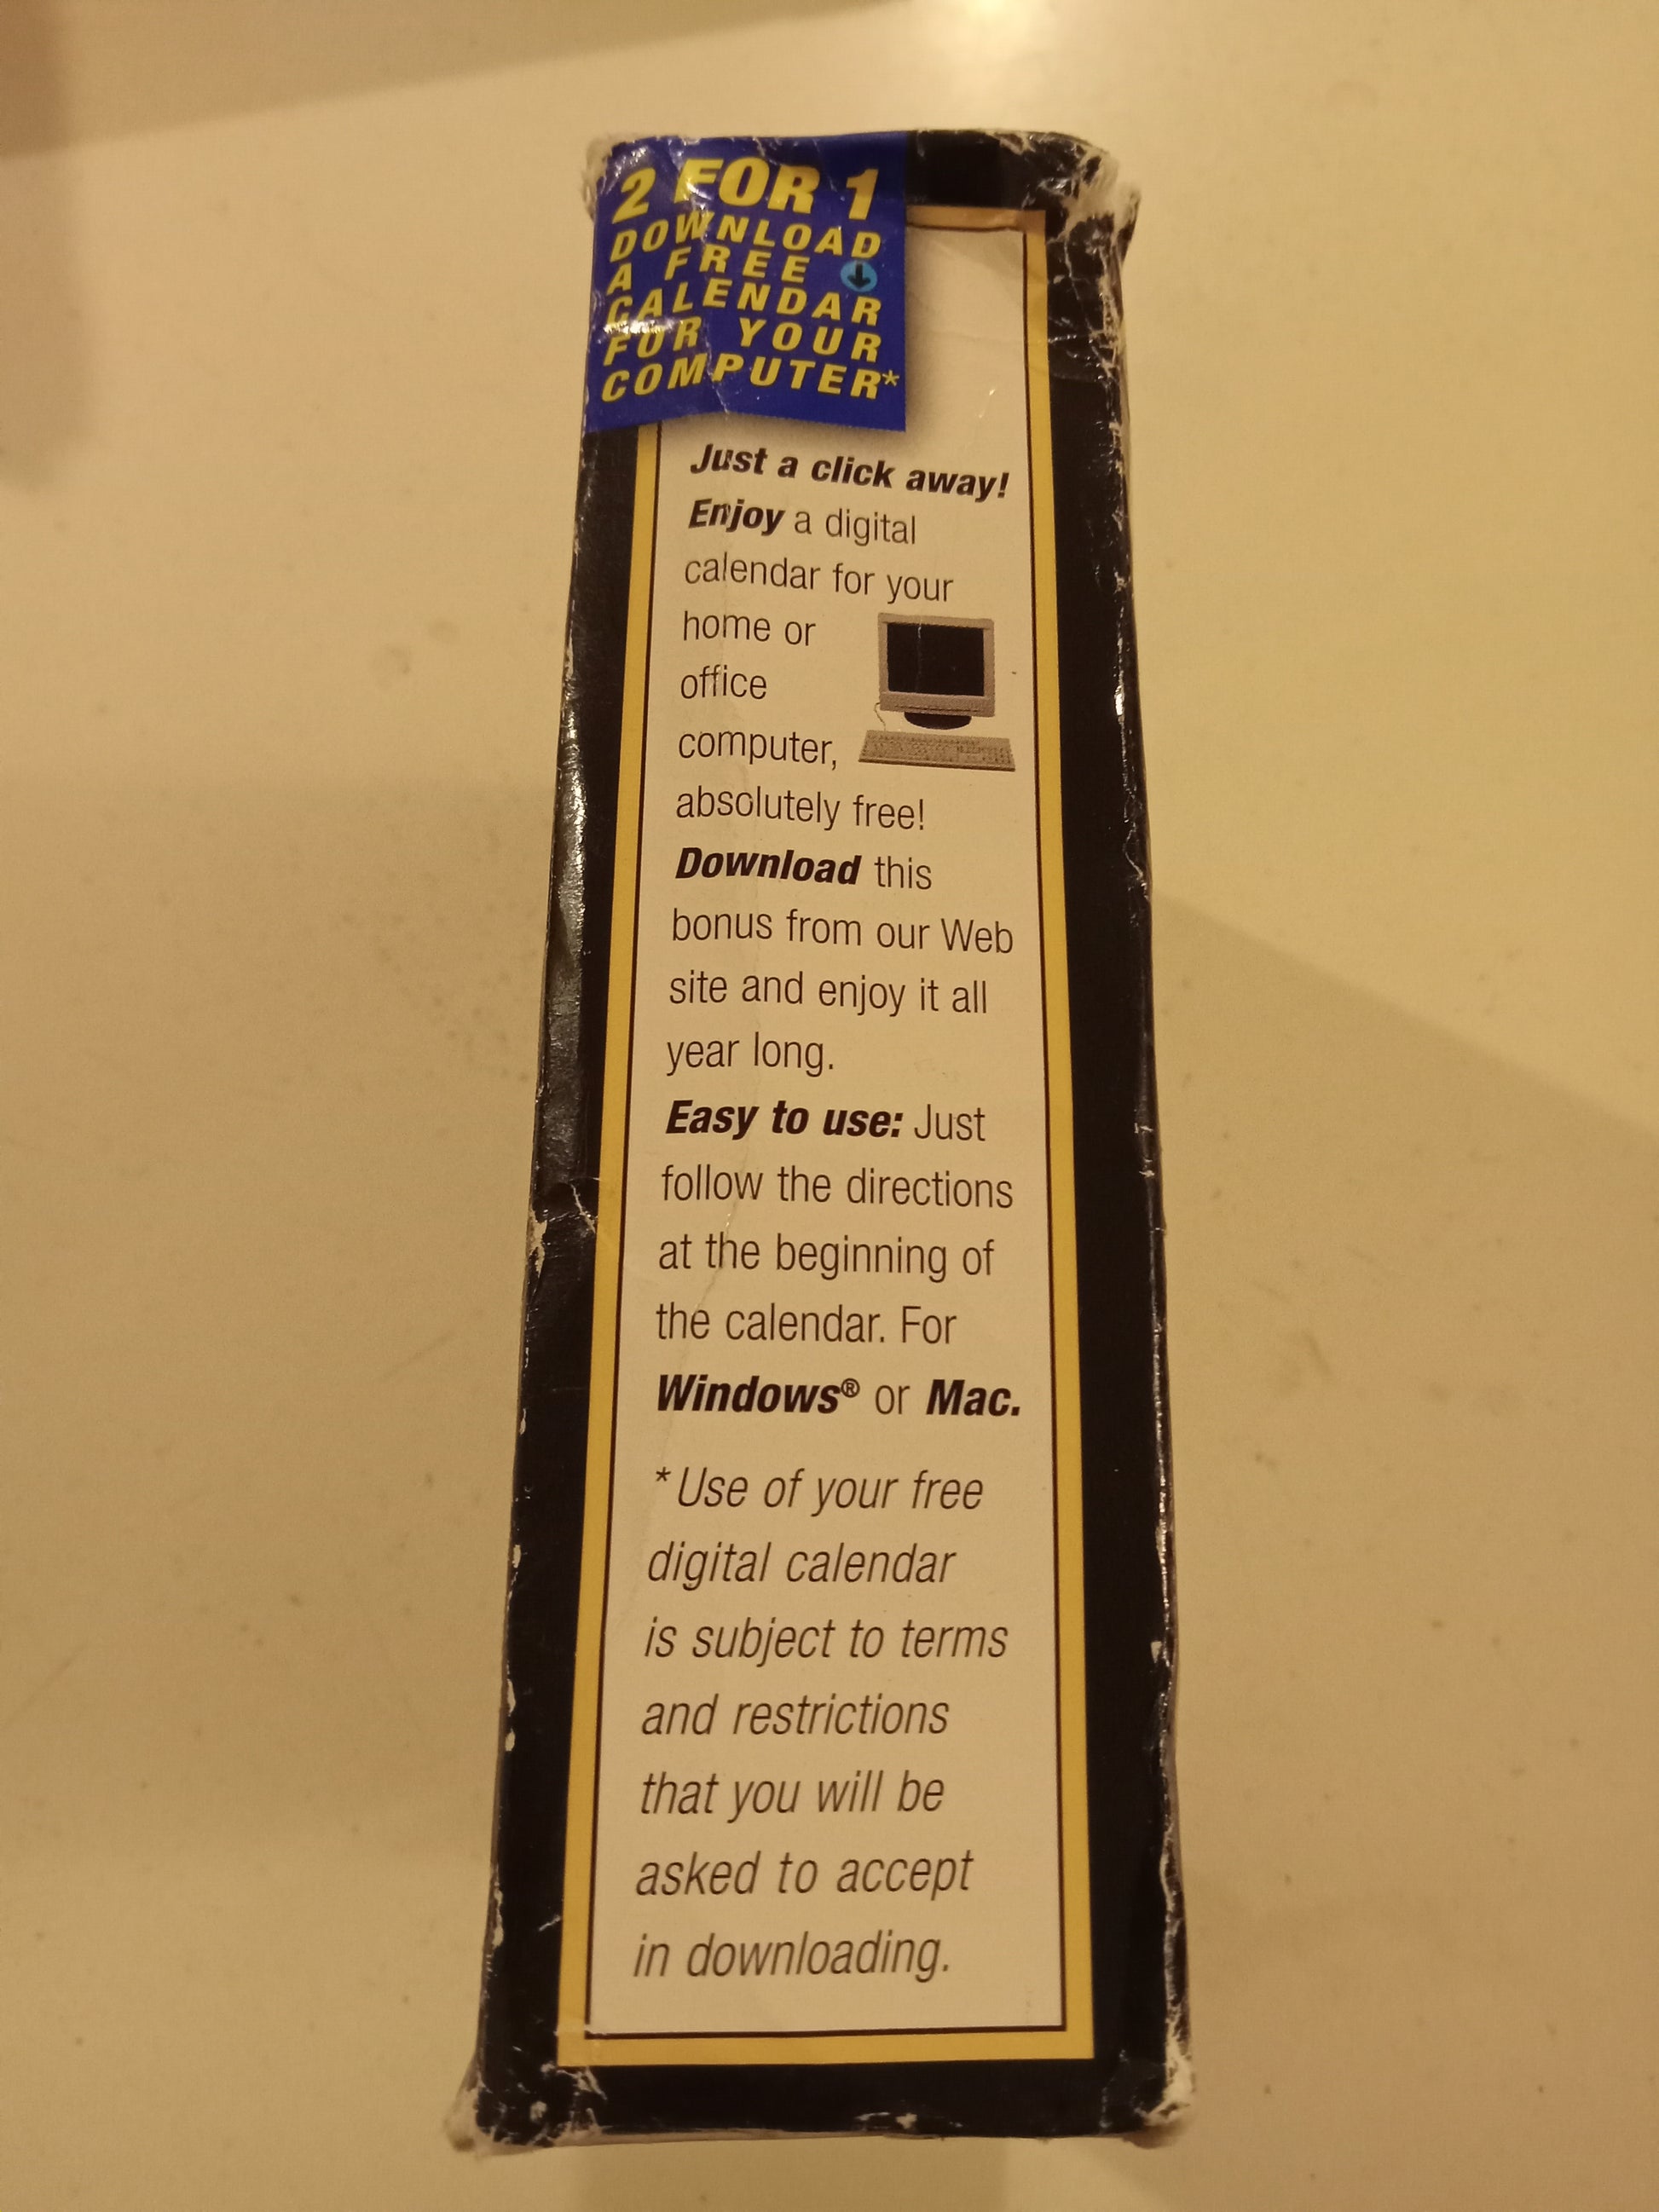 2 FOR 1
DOWNLOAD
A FREE
CALENDAR
FOR YOUR
COMPUTER*
Just a click away!
Enjoy a digital
calendar for your
home or
office
computer,
absolutely free!
Download this
bonus from our Web
site and enjoy it all
year long.
Easy to use: Just
follow the directions
at the beginning of
the calendar. For
Windows® or Mac.
*Use of your free
digital calendar
is subject to terms
and restrictions
that you will be
asked to accept
in downloading.